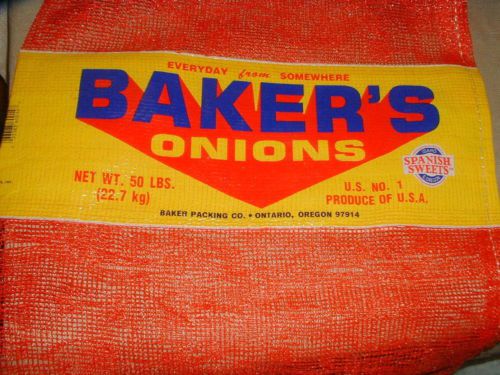 EVERYDAY from SOMEWHERE
BAKER'S
ONIONS
NET WT. 50 LBS.
(22.7 kg)
SPANISH
SWEETS
U.S. NO. 1
PRODUCE OF U.S.A.
BAKER PACKING CO. • ONTARIO, OREGON 97914